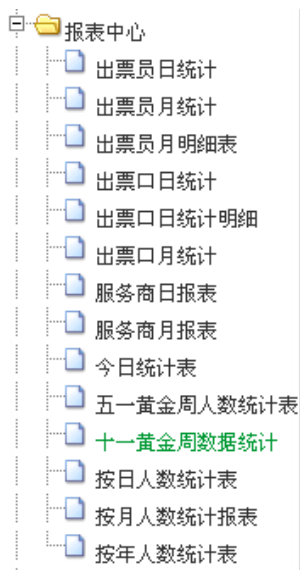 报表中心
出票员日统计
出票员月统计
出票员月明细表
出票口日统计
出票口日统计明细
出票口月统计
服务商日报表
服务商月报表
今日统计表
五一黄金周人数统计表
十一黄金周数据统计
按日人数统计表
按月人数统计报表
按年人数统计表